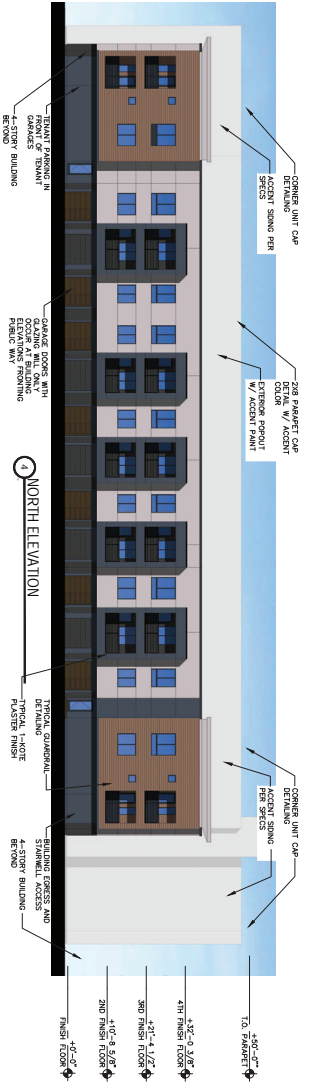 CORNER UNIT CAP
DETAILING
ACCENT SIDING PER
SPECS
2X8 PARAPET CAP
DETAIL W/ ACCENT
COLOR
EXTERIOR POPOUT
W/ ACCENT PAINT
CORNER UNIT CAP
DETAILING
ACCENT SIDING
PER SPECS
+50'-0"
T.O. PARAPET
+32'-0 3/8"
4TH FINISH FLOOR
+21'-4 1/2"
3RD FINISH FLOOR
+10'-8 5/8"
2ND FINISH FLOOR
+0'-0"
FINISH FLOOR
TENANT PARKING IN
FRONT OF TENANT
GARAGES
4-STORY BUILDING
BEYOND
GARAGE DOORS WITH
GLAZING WILL ONLY
OCCUR AT BUILDING
ELEVATIONS FRONTING
PUBLIC WAY
4 NORTH ELEVATION
TYPICAL 1-KOTE
PLASTER FINISH
TYPICAL GUARDRAIL
DETAILING
BUILDING EGRESS AND
STAIRWELL ACCESS
4-STORY BUILDING
BEYOND